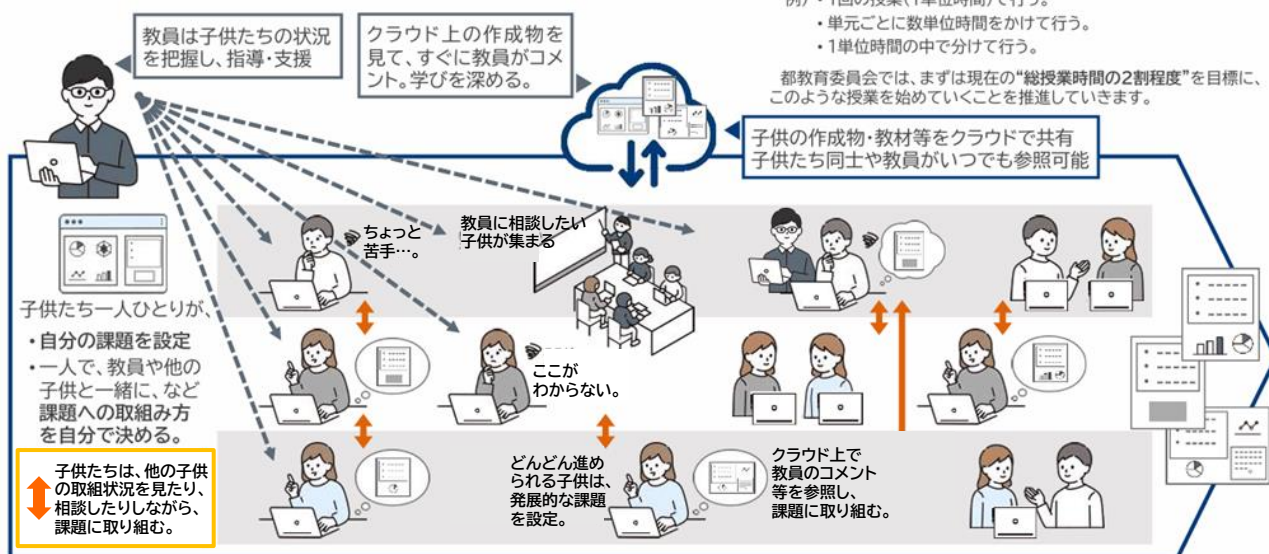 例）・1回の授業（1単位時間）で行う。
・単元ごとに数単位時間をかけて行う。
・1単位時間の中で分けて行う。
都教育委員会では、まずは現在の“総授業時間の2割程度”を目標に、
このような授業を始めていくことを推進していきます。
教員は子供たちの状況
を把握し、指導・支援
クラウド上の作成物を
見て、すぐに教員がコメ
ント。学びを深める。
子供の作成物・教材等をクラウドで共有
子供たち同士や教員がいつでも参照可能
ちょっと
苦手…。
教員に相談したい
子供が集まる
子供たち一人ひとりが、
・自分の課題を設定
・一人で、教員や他の
子供と一緒に、など
課題への取組み方
を自分で決める。
ここが
わからない。
子供たちは、他の子供
の取組状況を見たり、
相談したりしながら、
課題に取り組む。
どんどん進め
られる子供は、
発展的な課題
を設定。
クラウド上で
教員のコメント
等を参照し、
課題に取り組む。